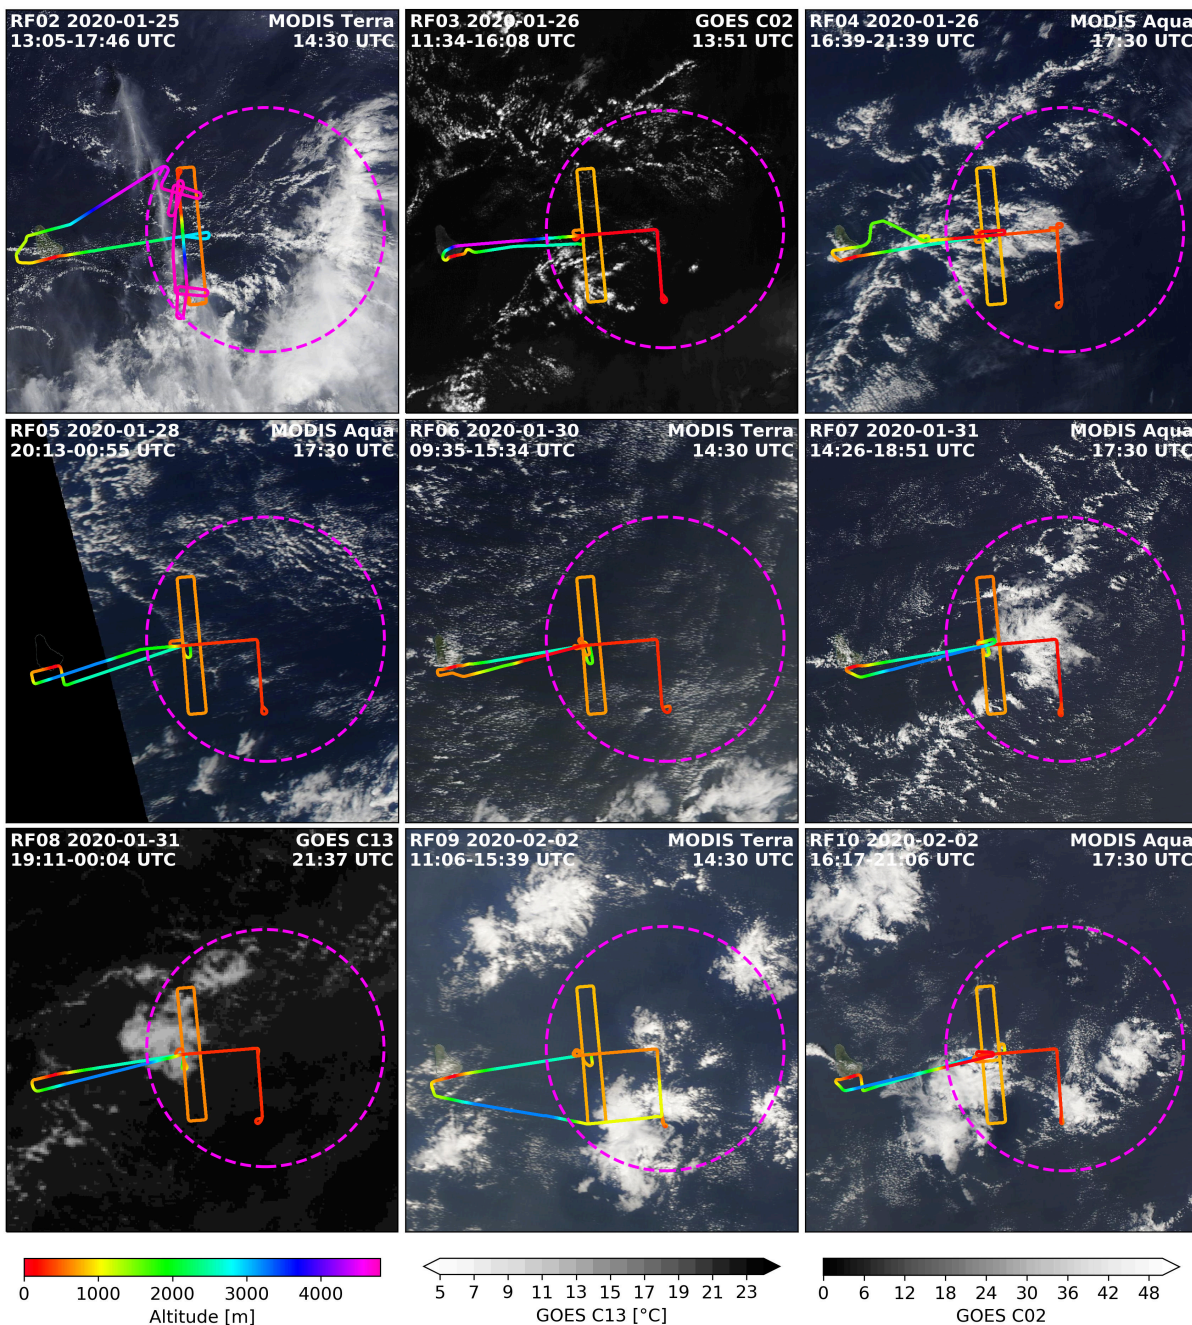 RF02 2020-01-25 MODIS Terra
13:05-17:46 UTC 14:30 UTC
RF03 2020-01-26 GOES C02
11:34-16:08 UTC 13:51 UTC
RF04 2020-01-26 MODIS Aqua
16:39-21:39 UTC 17:30 UTC
RF05 2020-01-28 MODIS Aqua
20:13-00:55 UTC 17:30 UTC
RF06 2020-01-30 MODIS Terra
09:35-15:34 UTC 14:30 UTC
RF07 2020-01-31 MODIS Aqua
14:26-18:51 UTC 17:30 UTC
RF08 2020-01-31 GOES C13
19:11-00:04 UTC 21:37 UTC
RF09 2020-02-02 MODIS Terra
11:06-15:39 UTC 14:30 UTC
RF10 2020-02-02 MODIS Aqua
16:17-21:06 UTC 17:30 UTC
0 1000 2000 3000 4000
Altitude [m]
5 7 9 11 13 15 17 19 21 23
GOES C13 [°C]
0 6 12 18 24 30 36 42 48
GOES C02